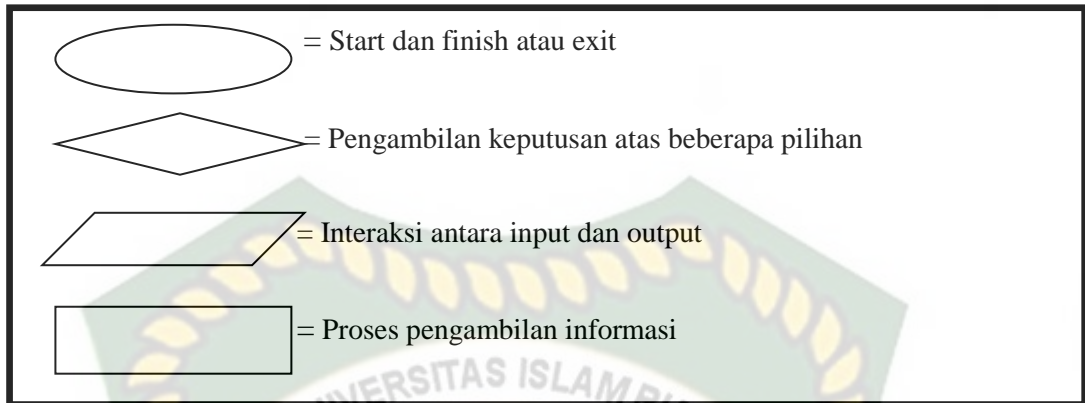 = Start dan finish atau exit
= Pengambilan keputusan atas beberapa pilihan
= Interaksi antara input dan output
= Proses pengambilan informasi
UNIVERSITAS ISLAM